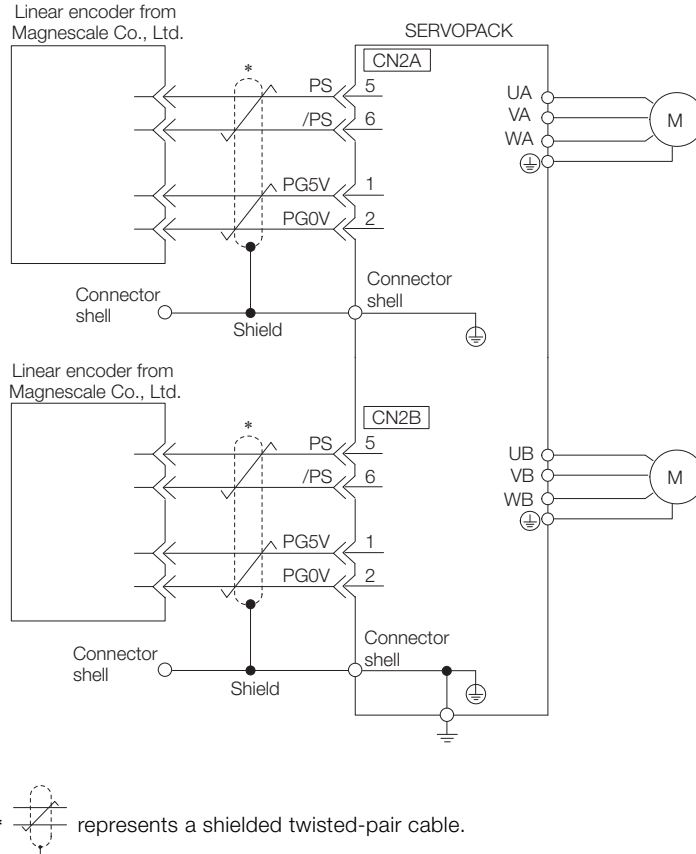 Linear encoder from
Magnescale Co., Ltd.
SERVOPACK
*
CN2A
PS 5
/PS 6
PG5V 1
PG0V 2
UA
VA
WA
M
Connector
shell
Connector
shell
Shield
Linear encoder from
Magnescale Co., Ltd.
*
CN2B
PS 5
/PS 6
PG5V 1
PG0V 2
UB
VB
WB
M
Connector
shell
Connector
shell
Shield
* represents a shielded twisted-pair cable.